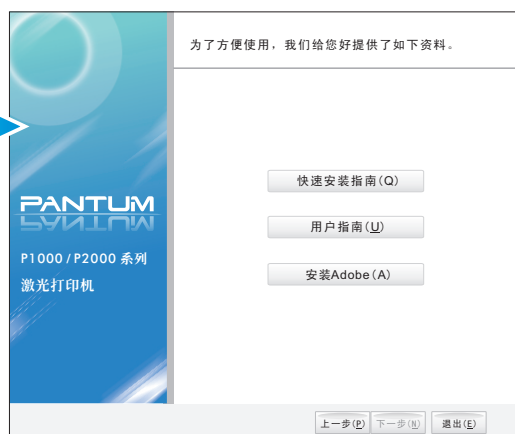 为了方便使用，我们给您好提供了如下资料。
PANTUM
P1000/P2000 系列
激光打印机
快速安装指南(Q)
用户指南(U)
安装Adobe(A)
上一步(P) 下一步(N) 退出(E)